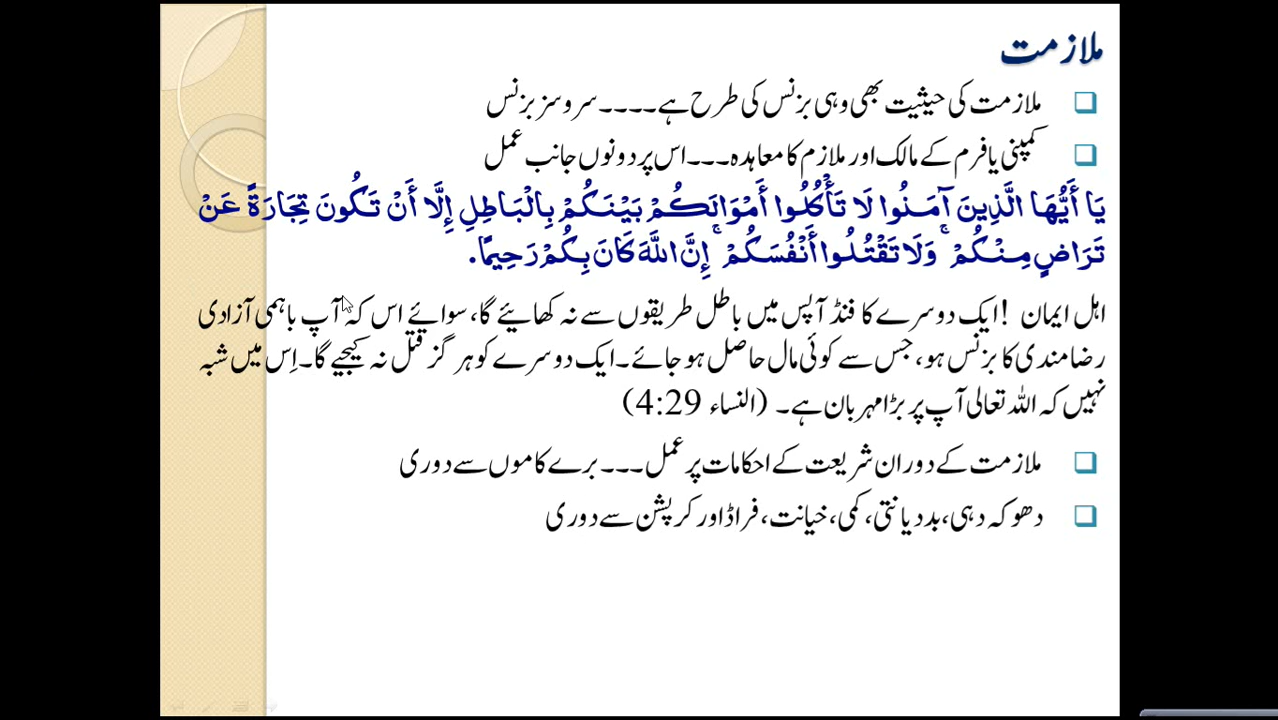 ملازمت
ملازمت کی حیثیت بھی وہی بزنس کی طرح ہے۔۔۔۔سروسز بزنس
کمپنی یا فرم کے مالک اور ملازم کا معاہدہ۔۔۔اس پر دونوں جانب عمل
يَا أَيُّهَا الَّذِينَ آمَنُوا لَا تَأْكُلُوا أَمْوَالَكُمْ بَيْنَكُمْ بِالْبَاطِلِ إِلَّا أَنْ تَكُونَ تِجَارَةً عَنْ
تَرَاضٍ مِنْكُمْ ۚ وَلَا تَقْتُلُوا أَنْفُسَكُمْ ۚ إِنَّ اللَّهَ كَانَ بِكُمْ رَحِيمًا.
اہل ایمان !ایک دوسرے کا فنڈ آپس میں باطل طریقوں سے نہ کھایئے گا، سوائے اس کہ آپ باہمی آزادی
رضامندی کا بزنس ہو، جس سے کوئی مال حاصل ہو جائے۔ ایک دوسرے کو ہر گز قتل نہ کیجیے گا۔ اِس میں شبہ
نہیں کہ اللہ تعالی آپ پر بڑا مہربان ہے۔ (النساء 4:29)
ملازمت کے دوران شریعت کے احکامات پر عمل۔۔۔ برے کاموں سے دوری
دھوکہ دہی، بددیانتی، کمی، خیانت، فراڈ اور کرپشن سے دوری